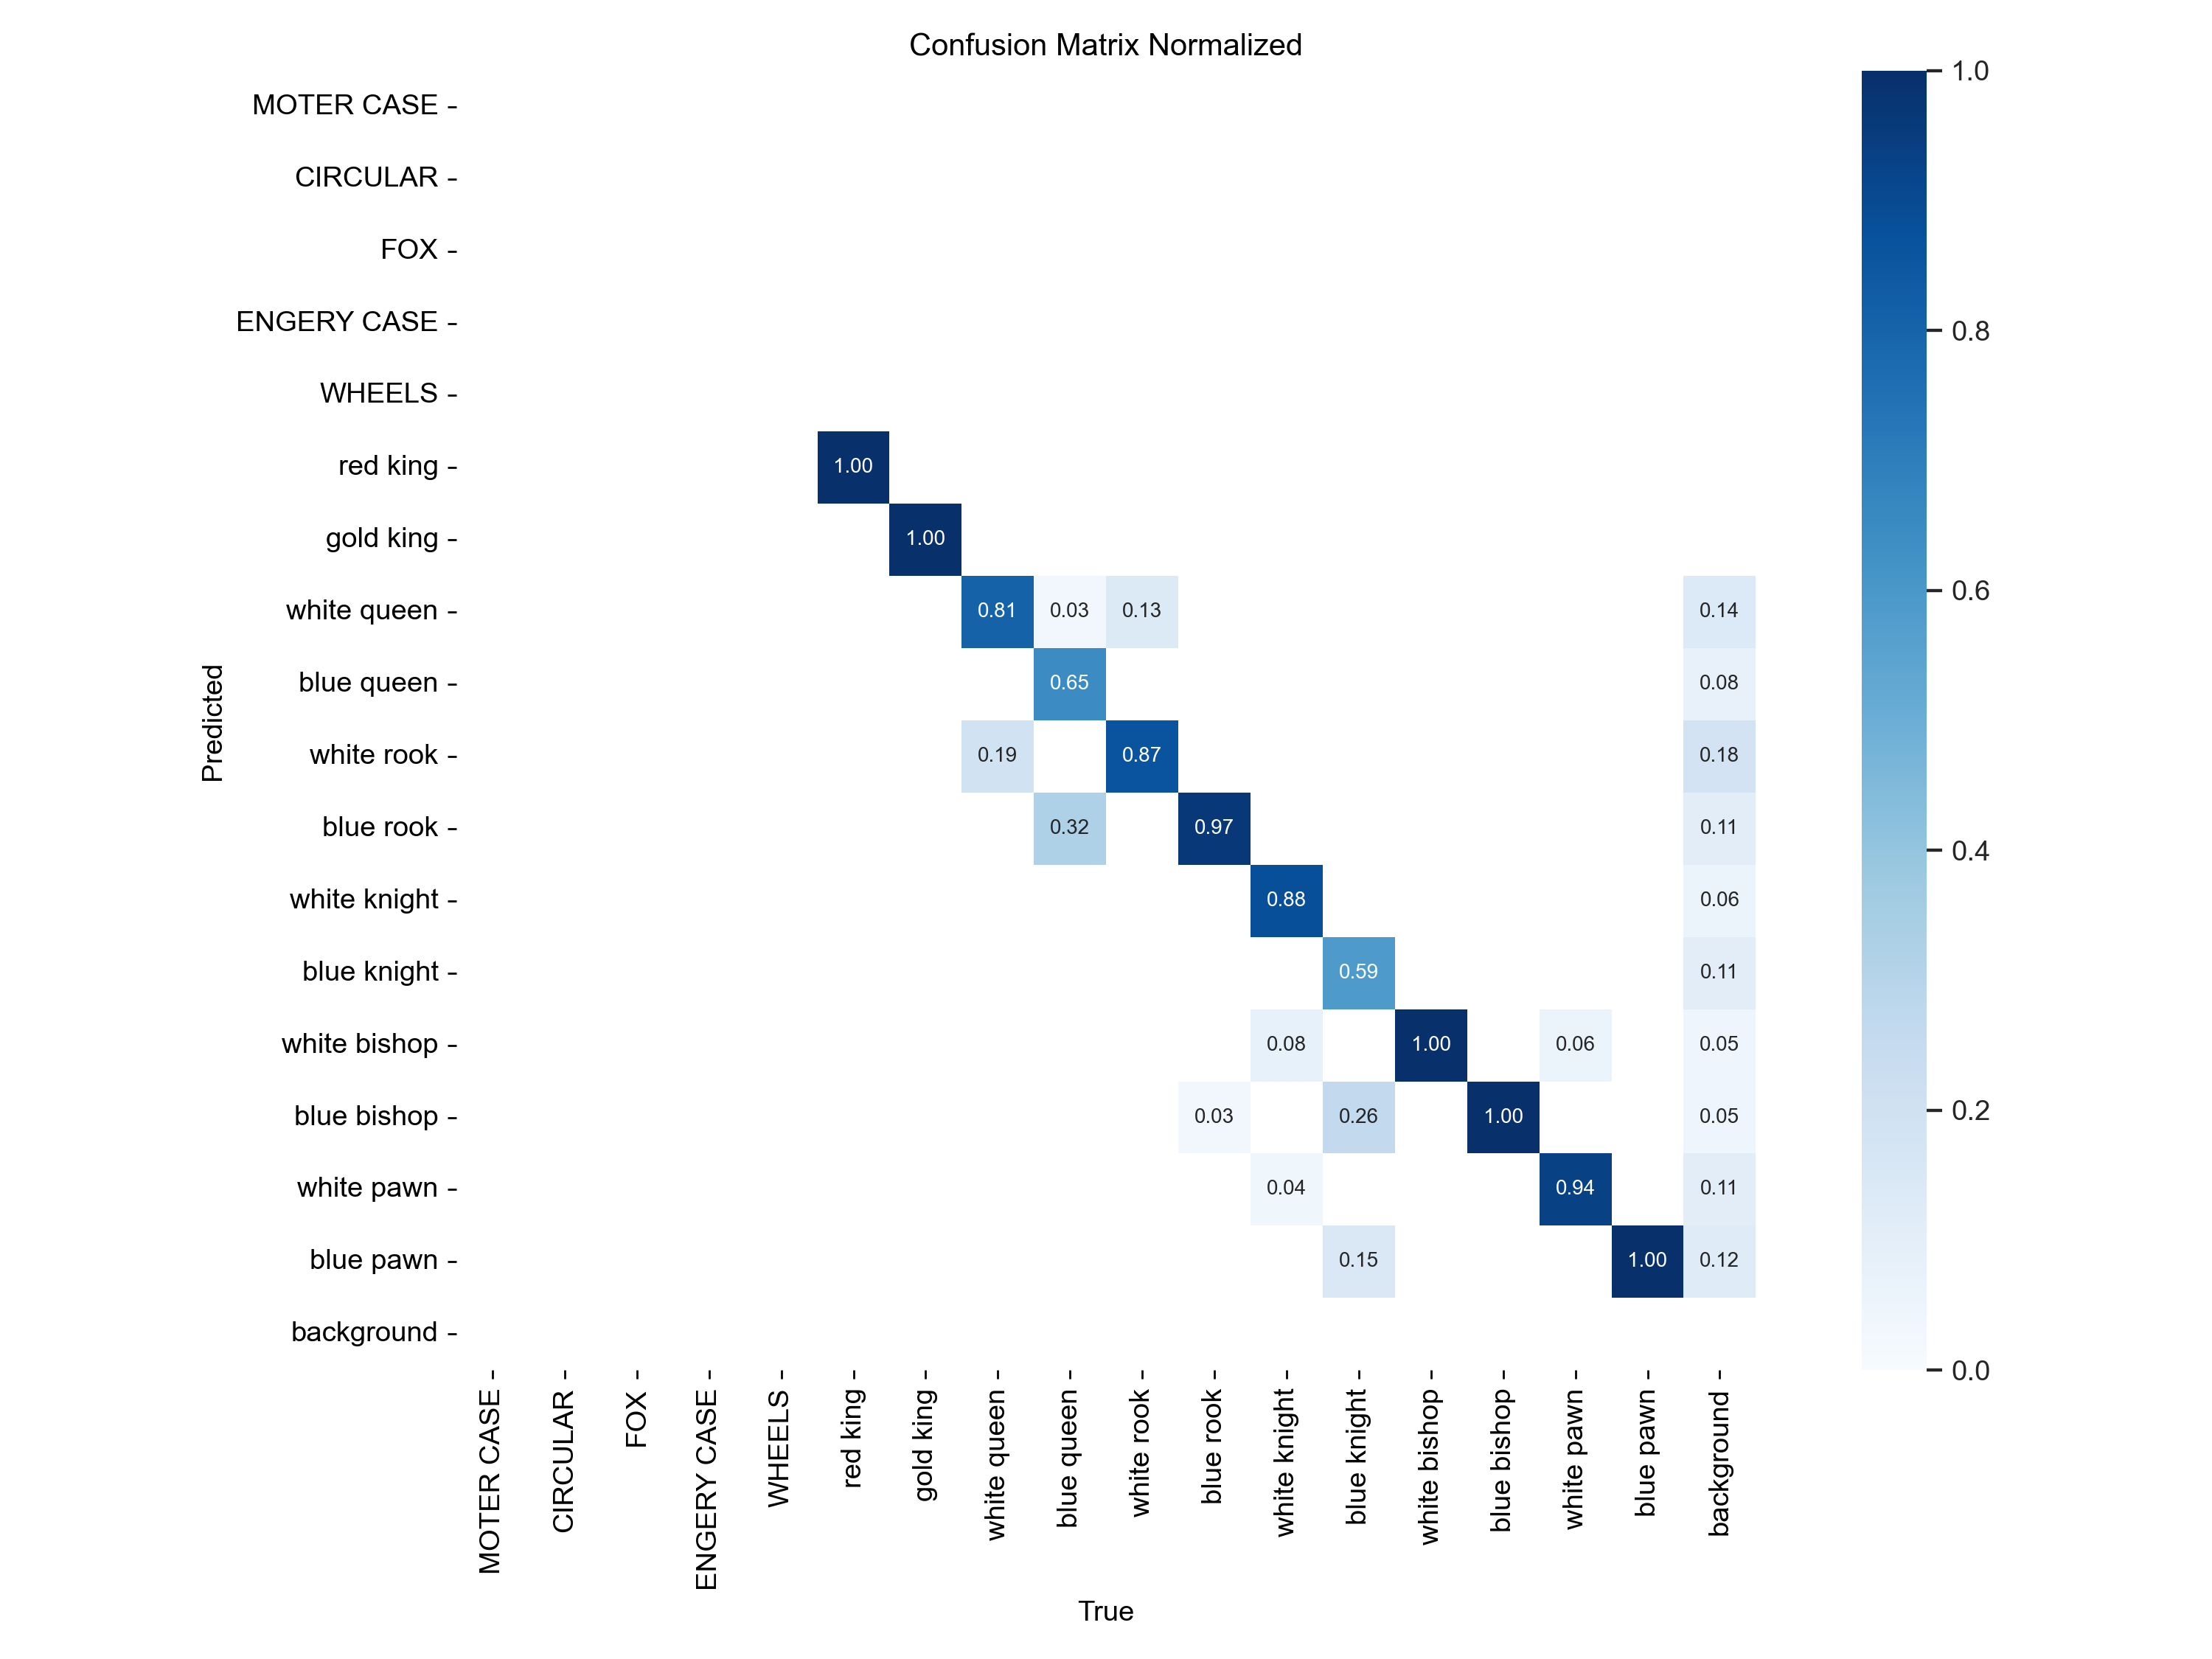 Confusion Matrix Normalized
MOTER CASE
CIRCULAR
FOX
ENGERY CASE
WHEELS
red king 1.00
gold king 1.00
white queen 0.81 0.03 0.13 0.14
blue queen 0.65 0.08
white rook 0.19 0.87 0.18
blue rook 0.32 0.97 0.11
white knight 0.88 0.06
blue knight 0.59 0.11
white bishop 0.08 1.00 0.06 0.05
blue bishop 0.03 0.26 1.00 0.05
white pawn 0.04 0.94 0.11
blue pawn 0.15 1.00 0.12
background
Predicted
MOTER CASE
CIRCULAR
FOX
ENGERY CASE
WHEELS
red king
gold king
white queen
blue queen
white rook
blue rook
white knight
blue knight
white bishop
blue bishop
white pawn
blue pawn
background
True
1.0
0.8
0.6
0.4
0.2
0.0